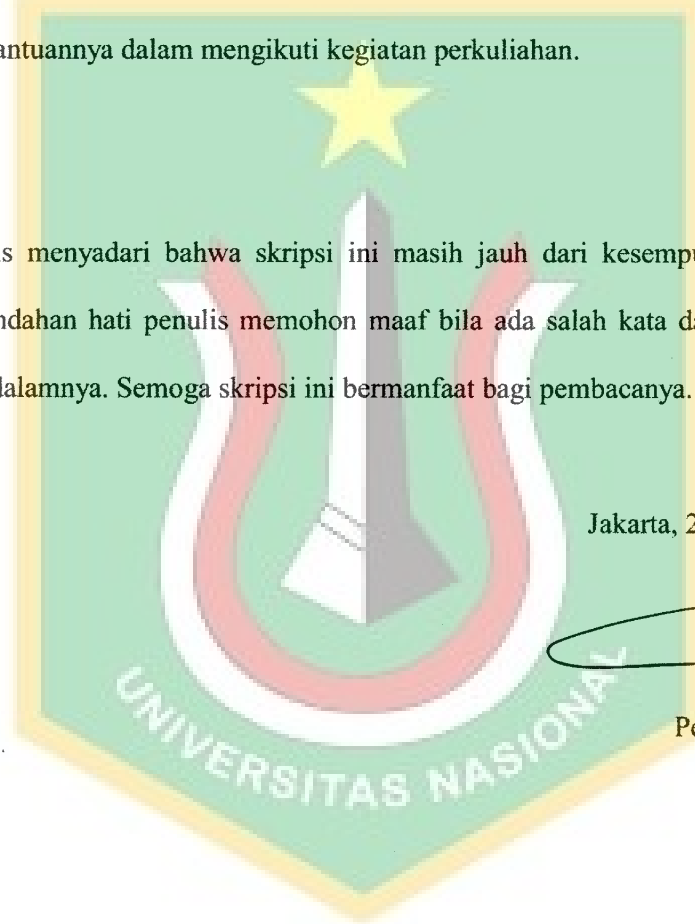 antuannya dalam mengikuti kegiatan perkuliahan.
s menyadari bahwa skripsi ini masih jauh dari kesempu
ndahan hati penulis memohon maaf bila ada salah kata da
dalamnya. Semoga skripsi ini bermanfaat bagi pembacanya.
Jakarta, 2
Pe
UNIVERSITAS NASIONAL